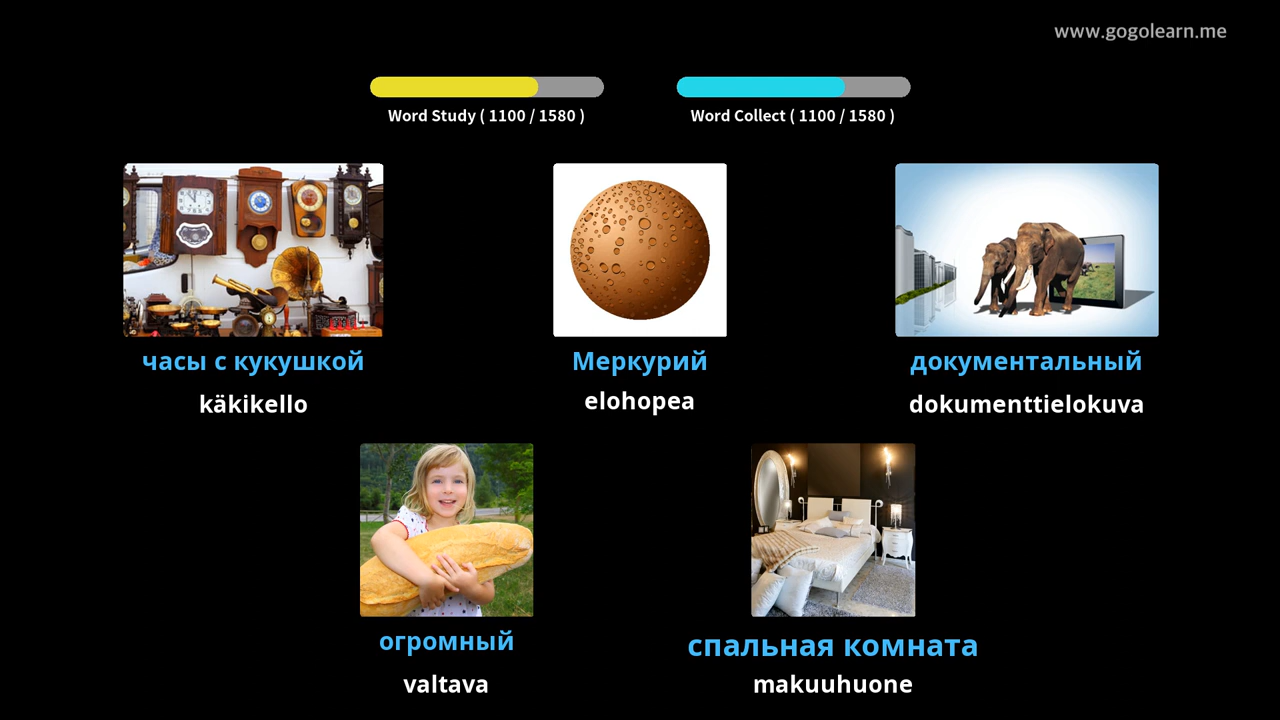 www.gogolearn.me
Word Study ( 1100 / 1580 )
Word Collect ( 1100 / 1580 )
часы с кукушкой
Меркурий
документальный
käkikello
elohopea
dokumenttielokuva
огромный
спальная комната
valtava
makuuhuone